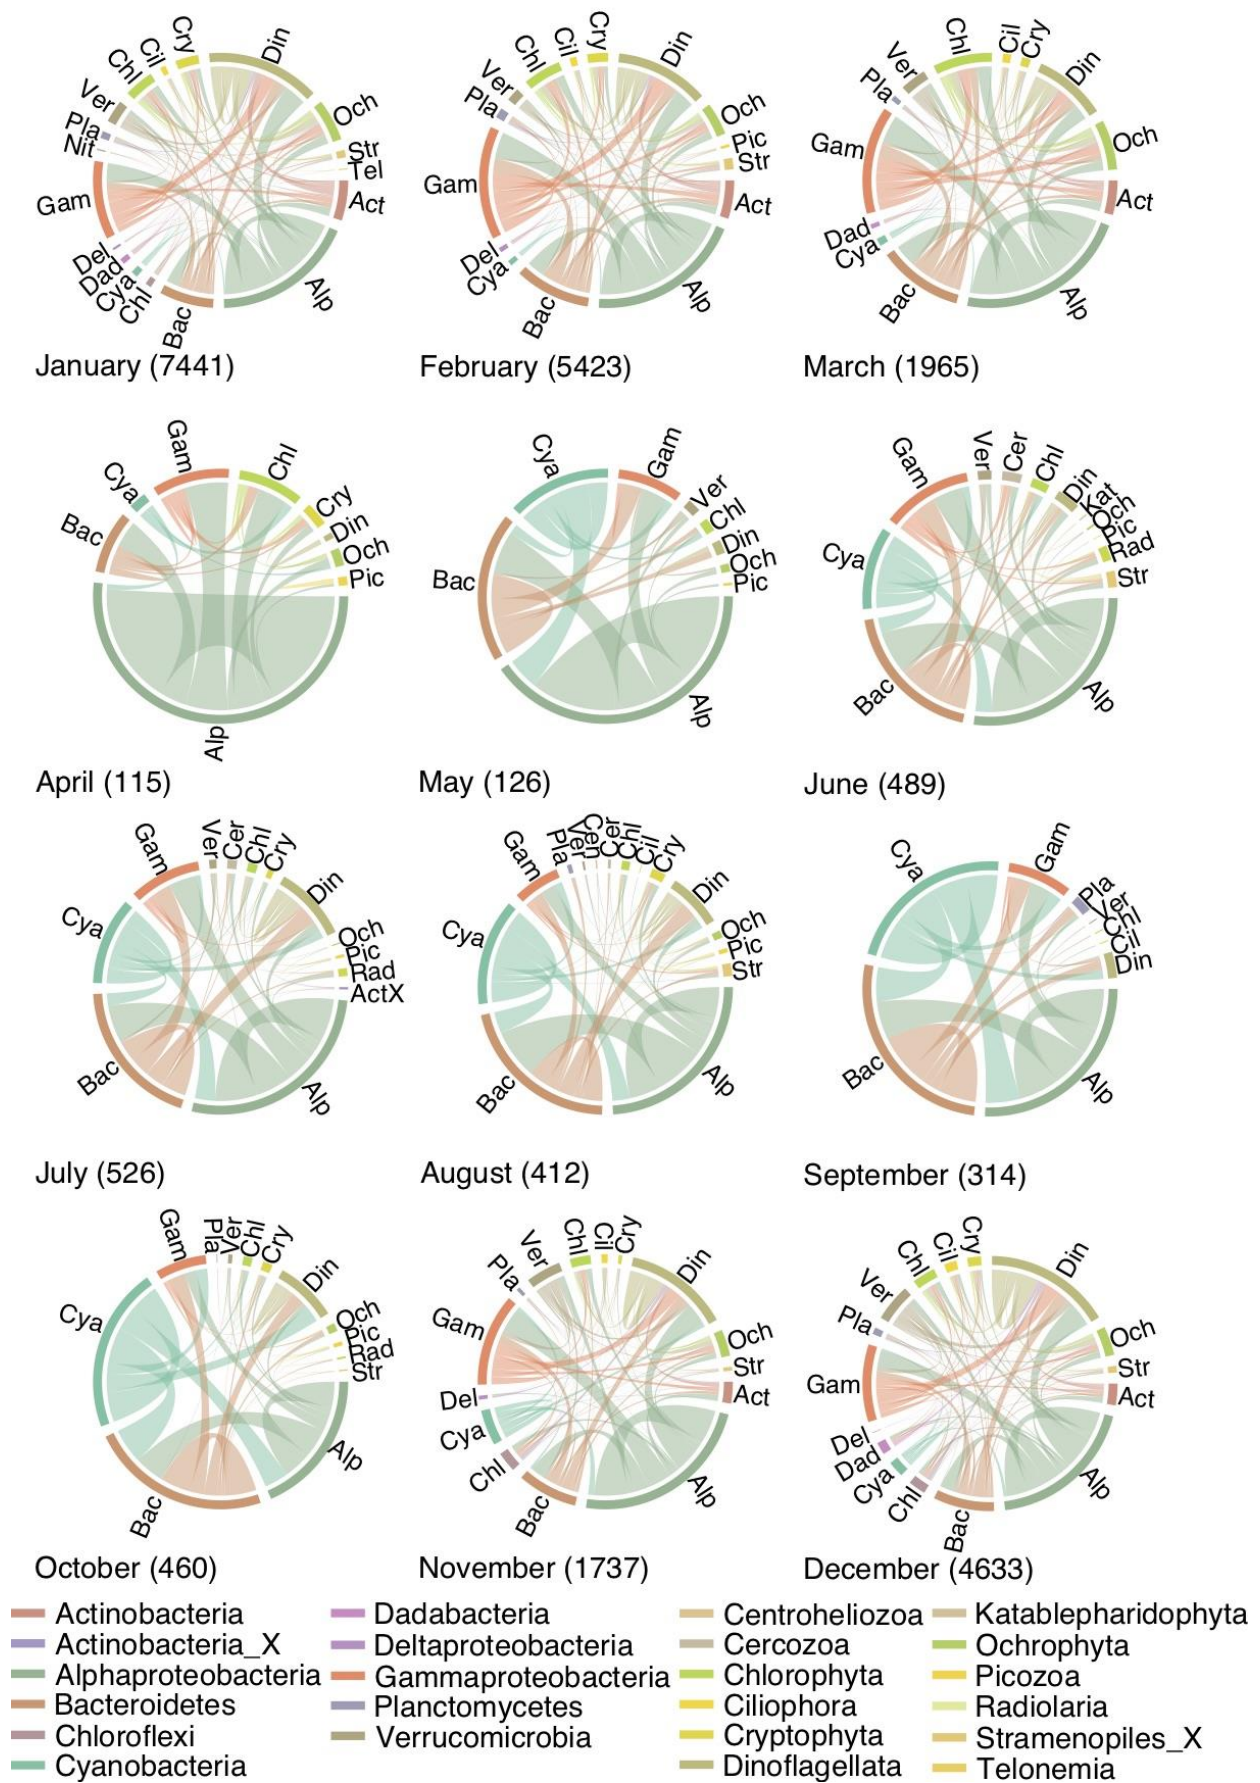 Cry
Din
Cil
Chl
Ver
Pla
Nit
Gam
Del
Dad
Cya
Chl
Bac
Alp
Act
Tel
Str
Och
January (7441)
Cry
Din
Cil
Chl
Ver
Pla
Gam
Del
Cya
Bac
Alp
Act
Str
Pic
Och
February (5423)
Chl
Cil
Cry
Din
Ver
Pla
Gam
Dad
Cya
Bac
Alp
Act
Och
March (1965)
Gam
Chl
Cya
Bac
Cry
Din
Och
Pic
Alp
April (115)
Cya
Gam
Ver
Chl
Din
Och
Pic
Bac
Alp
May (126)
Gam
Ver
Cer
Chl
Din
Kat
Och
Pic
Rad
Str
Cya
Bac
Alp
June (489)
Gam
Ver
Cer
Chl
Cry
Din
Och
Pic
Rad
ActX
Cya
Bac
Alp
July (526)
Gam
Pla
Ver
Cen
Cer
Chl
Cil
Cry
Din
Och
Pic
Str
Cya
Bac
Alp
August (412)
Cya
Gam
Pla
Ver
Chl
Cil
Din
Bac
Alp
September (314)
Gam
Pla
Ver
Chl
Cry
Din
Och
Pic
Rad
Str
Cya
Bac
Alp
October (460)
Ver
Chl
Cil
Cry
Din
Pla
Gam
Del
Cya
Chl
Bac
Alp
Act
Str
Och
November (1737)
Chl
Cil
Cry
Din
Ver
Pla
Gam
Del
Dad
Cya
Chl
Bac
Alp
Act
Str
Och
December (4633)
Actinobacteria
Actinobacteria_X
Alphaproteobacteria
Bacteroidetes
Chloroflexi
Cyanobacteria
Dadabacteria
Deltaproteobacteria
Gammaproteobacteria
Planctomycetes
Verrucomicrobia
Centroheliozoa
Cercozoa
Chlorophyta
Ciliophora
Cryptophyta
Dinoflagellata
Katablepharidophyta
Ochrophyta
Picozoa
Radiolaria
Stramenopiles_X
Telonemia